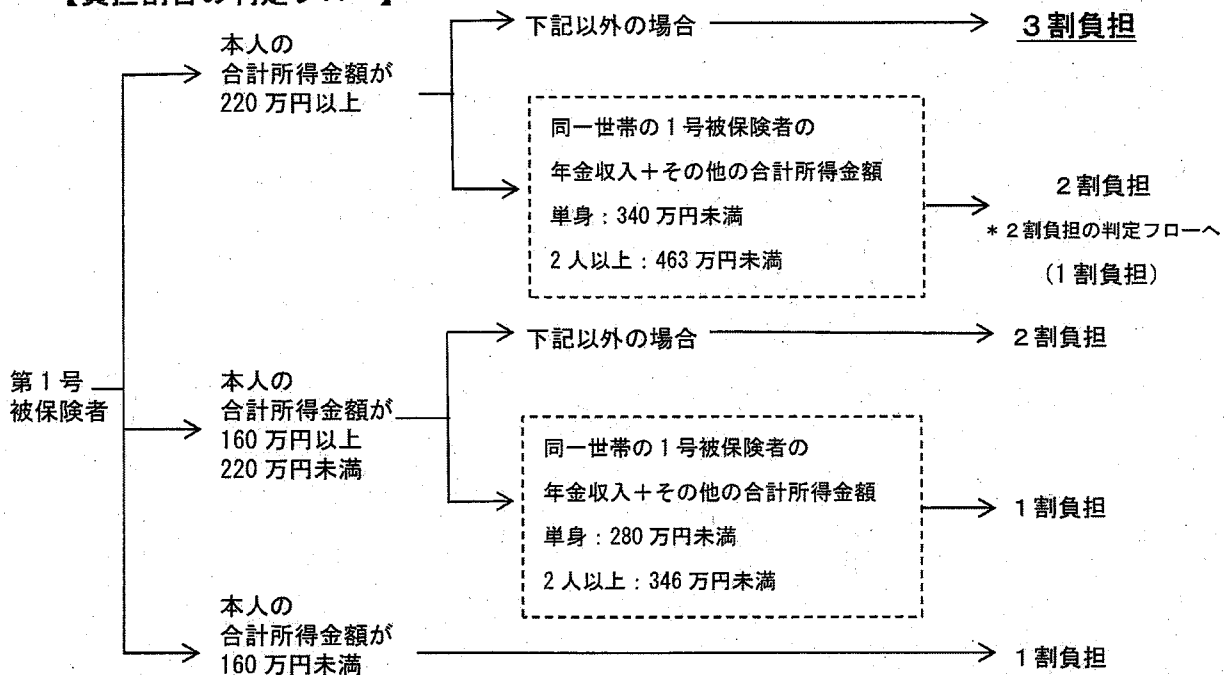 下記以外の場合
3割負担
本人の
合計所得金額が
220万円以上
同一世帯の1号被保険者の
年金収入+その他の合計所得金額
単身:340万円未満
2人以上:463万円未満
2割負担
*2割負担の判定フローへ
(1割負担)
下記以外の場合
2割負担
第1号
被保険者
本人の
合計所得金額が
160万円以上
220万円未満
同一世帯の1号被保険者の
年金収入+その他の合計所得金額
単身:280万円未満
2人以上:346万円未満
1割負担
本人の
合計所得金額が
160万円未満
1割負担